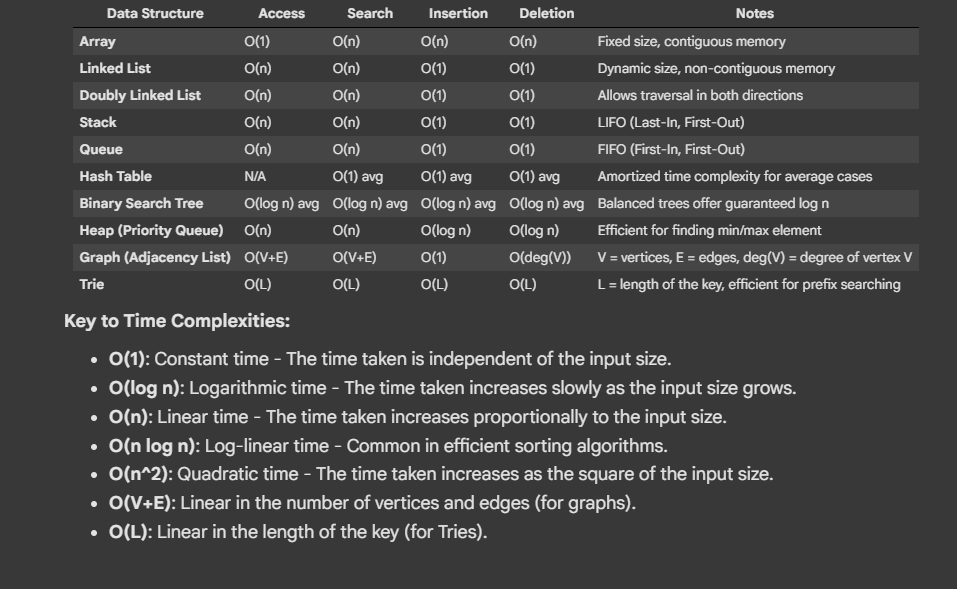 Data Structure Access Search Insertion Deletion Notes
Array O(1) O(n) O(n) O(n) Fixed size, contiguous memory
Linked List O(n) O(n) O(1) O(1) Dynamic size, non-contiguous memory
Doubly Linked List O(n) O(n) O(1) O(1) Allows traversal in both directions
Stack O(n) O(n) O(1) O(1) LIFO (Last-In, First-Out)
Queue O(n) O(n) O(1) O(1) FIFO (First-In, First-Out)
Hash Table N/A O(1) avg O(1) avg O(1) avg Amortized time complexity for average cases
Binary Search Tree O(log n) avg O(log n) avg O(log n) avg O(log n) avg Balanced trees offer guaranteed log n
Heap (Priority Queue) O(n) O(n) O(log n) O(log n) Efficient for finding min/max element
Graph (Adjacency List) O(V+E) O(V+E) O(1) O(deg(V)) V = vertices, E = edges, deg(V) = degree of vertex V
Trie O(L) O(L) O(L) O(L) L = length of the key, efficient for prefix searching
Key to Time Complexities:
• O(1): Constant time - The time taken is independent of the input size.
• O(log n): Logarithmic time - The time taken increases slowly as the input size grows.
• O(n): Linear time - The time taken increases proportionally to the input size.
• O(n log n): Log-linear time - Common in efficient sorting algorithms.
• O(n^2): Quadratic time - The time taken increases as the square of the input size.
• O(V+E): Linear in the number of vertices and edges (for graphs).
• O(L): Linear in the length of the key (for Tries).